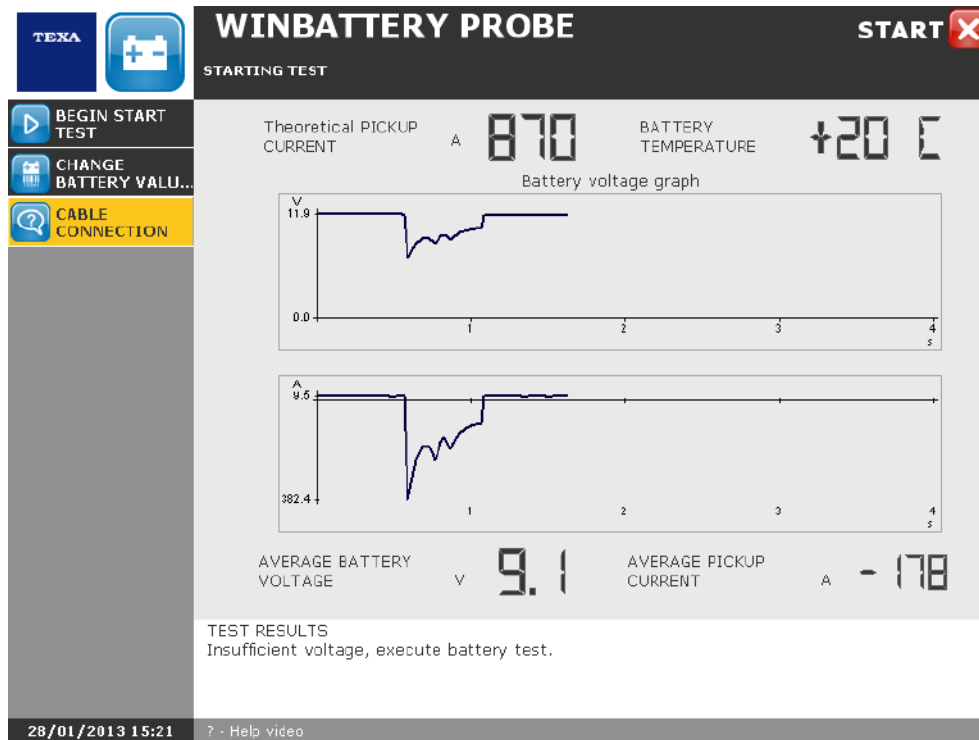 TEXA
WINBATTERY PROBE
START
STARTING TEST
BEGIN START
TEST
CHANGE
BATTERY VALU...
CABLE
CONNECTION
Theoretical PICKUP
CURRENT
A
870
BATTERY
TEMPERATURE
+20 C
Battery voltage graph
V
11.9
0.0
1
2
3
4
s
A
9.5
382.4
1
2
3
4
s
AVERAGE BATTERY
VOLTAGE
V
9.1
AVERAGE PICKUP
CURRENT
A
-178
TEST RESULTS
Insufficient voltage, execute battery test.
28/01/2013 15:21
? - Help video